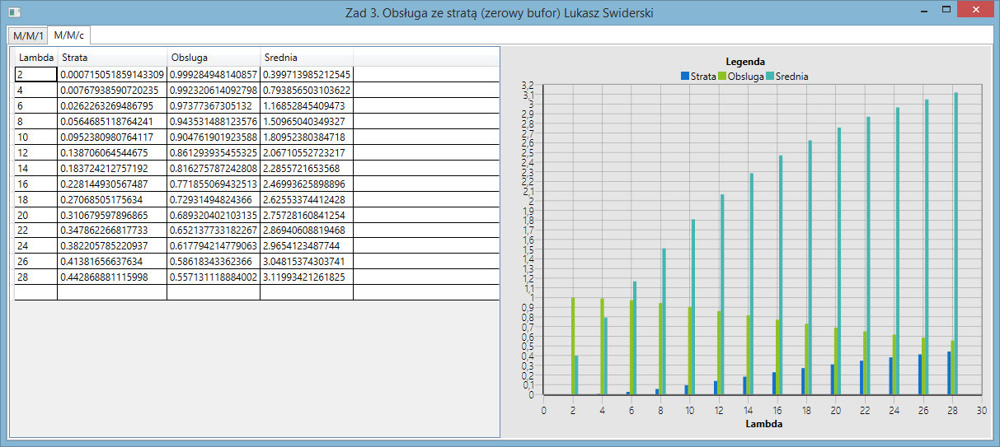 Zad 3. Obsługa ze stratą (zerowy bufor) Lukasz Swiderski
M/M/1 M/M/c
Lambda Strata Obsluga Srednia
2 0.000715051859143309 0.999284948140857 0.399713985212545
4 0.00767938590720235 0.992320614092798 0.793856503103622
6 0.0262263269486795 0.97377367305132 1.16852845409473
8 0.0564685118764241 0.943531488123576 1.50965040349327
10 0.0952380980764117 0.904761901923588 1.80952380384718
12 0.138706064544675 0.861293935455325 2.06710552723217
14 0.183724212757192 0.816275787242808 2.2855721653568
16 0.228144930567487 0.771855069432513 2.46993625898896
18 0.27068505175634 0.72931494824366 2.62553374412428
20 0.310679597896865 0.689320402103135 2.75728160841254
22 0.347862266817733 0.652137733182267 2.86940608819468
24 0.382205785220937 0.617794214779063 2.9654123487744
26 0.41381656637634 0.58618343362366 3.04815374303741
28 0.442868881115998 0.557131118884002 3.11993421261825
Legenda
Strata Obsluga Srednia
3,2
3,1
3
2,9
2,8
2,7
2,6
2,5
2,4
2,3
2,2
2,1
2
1,9
1,8
1,7
1,6
1,5
1,4
1,3
1,2
1,1
1
0,9
0,8
0,7
0,6
0,5
0,4
0,3
0,2
0,1
0
0 2 4 6 8 10 12 14 16 18 20 22 24 26 28 30
Lambda